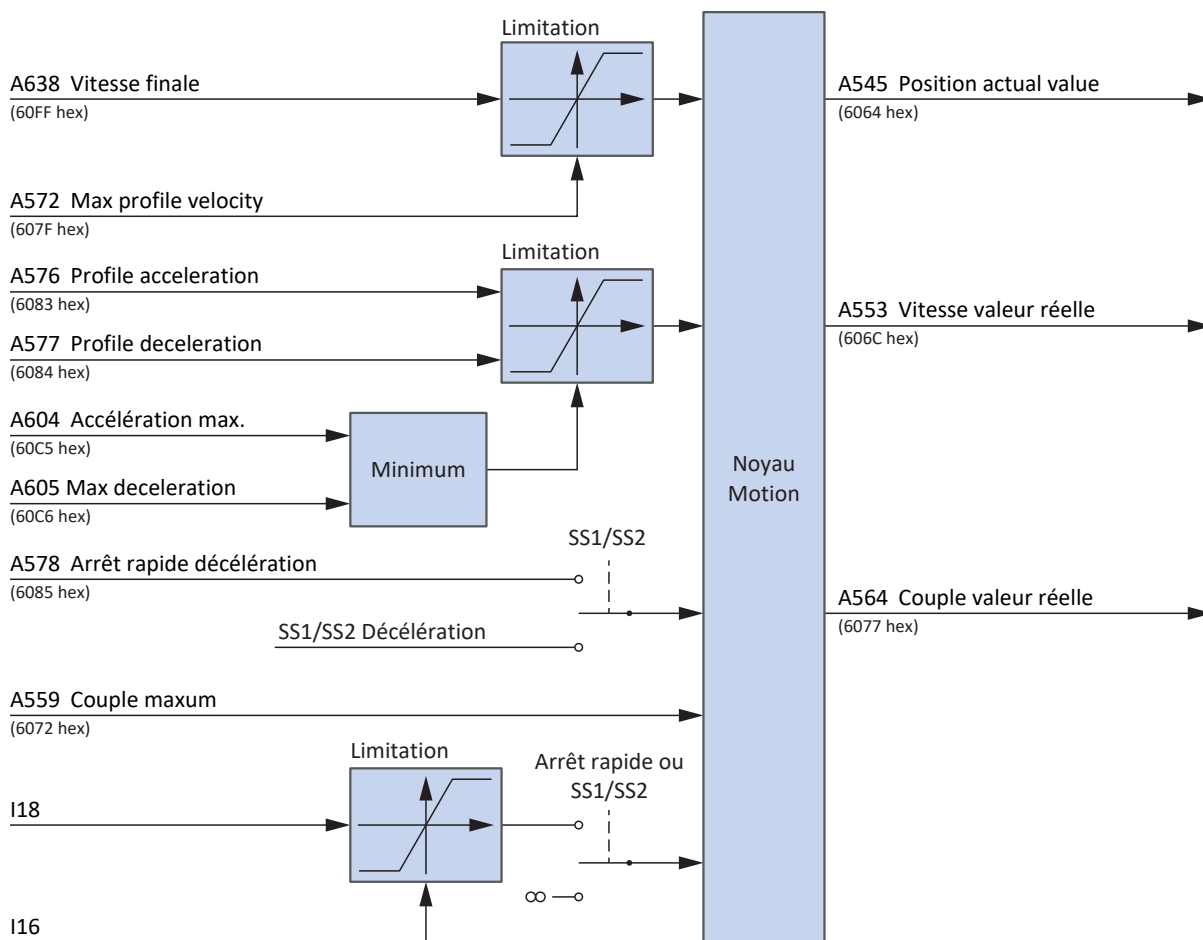 Limitation
A638 Vitesse finale
(60FF hex)
A572 Max profile velocity
(607F hex)
Limitation
A576 Profile acceleration
(6083 hex)
A577 Profile deceleration
(6084 hex)
A604 Accélération max.
(60C5 hex)
Minimum
A605 Max deceleration
(60C6 hex)
SS1/SS2
A578 Arrêt rapide décélération
(6085 hex)
SS1/SS2 Décélération
A559 Couple maxum
(6072 hex)
Limitation
Arrêt rapide ou
SS1/SS2
I18
∞
I16
Noyau
Motion
A545 Position actual value
(6064 hex)
A553 Vitesse valeur réelle
(606C hex)
A564 Couple valeur réelle
(6077 hex)